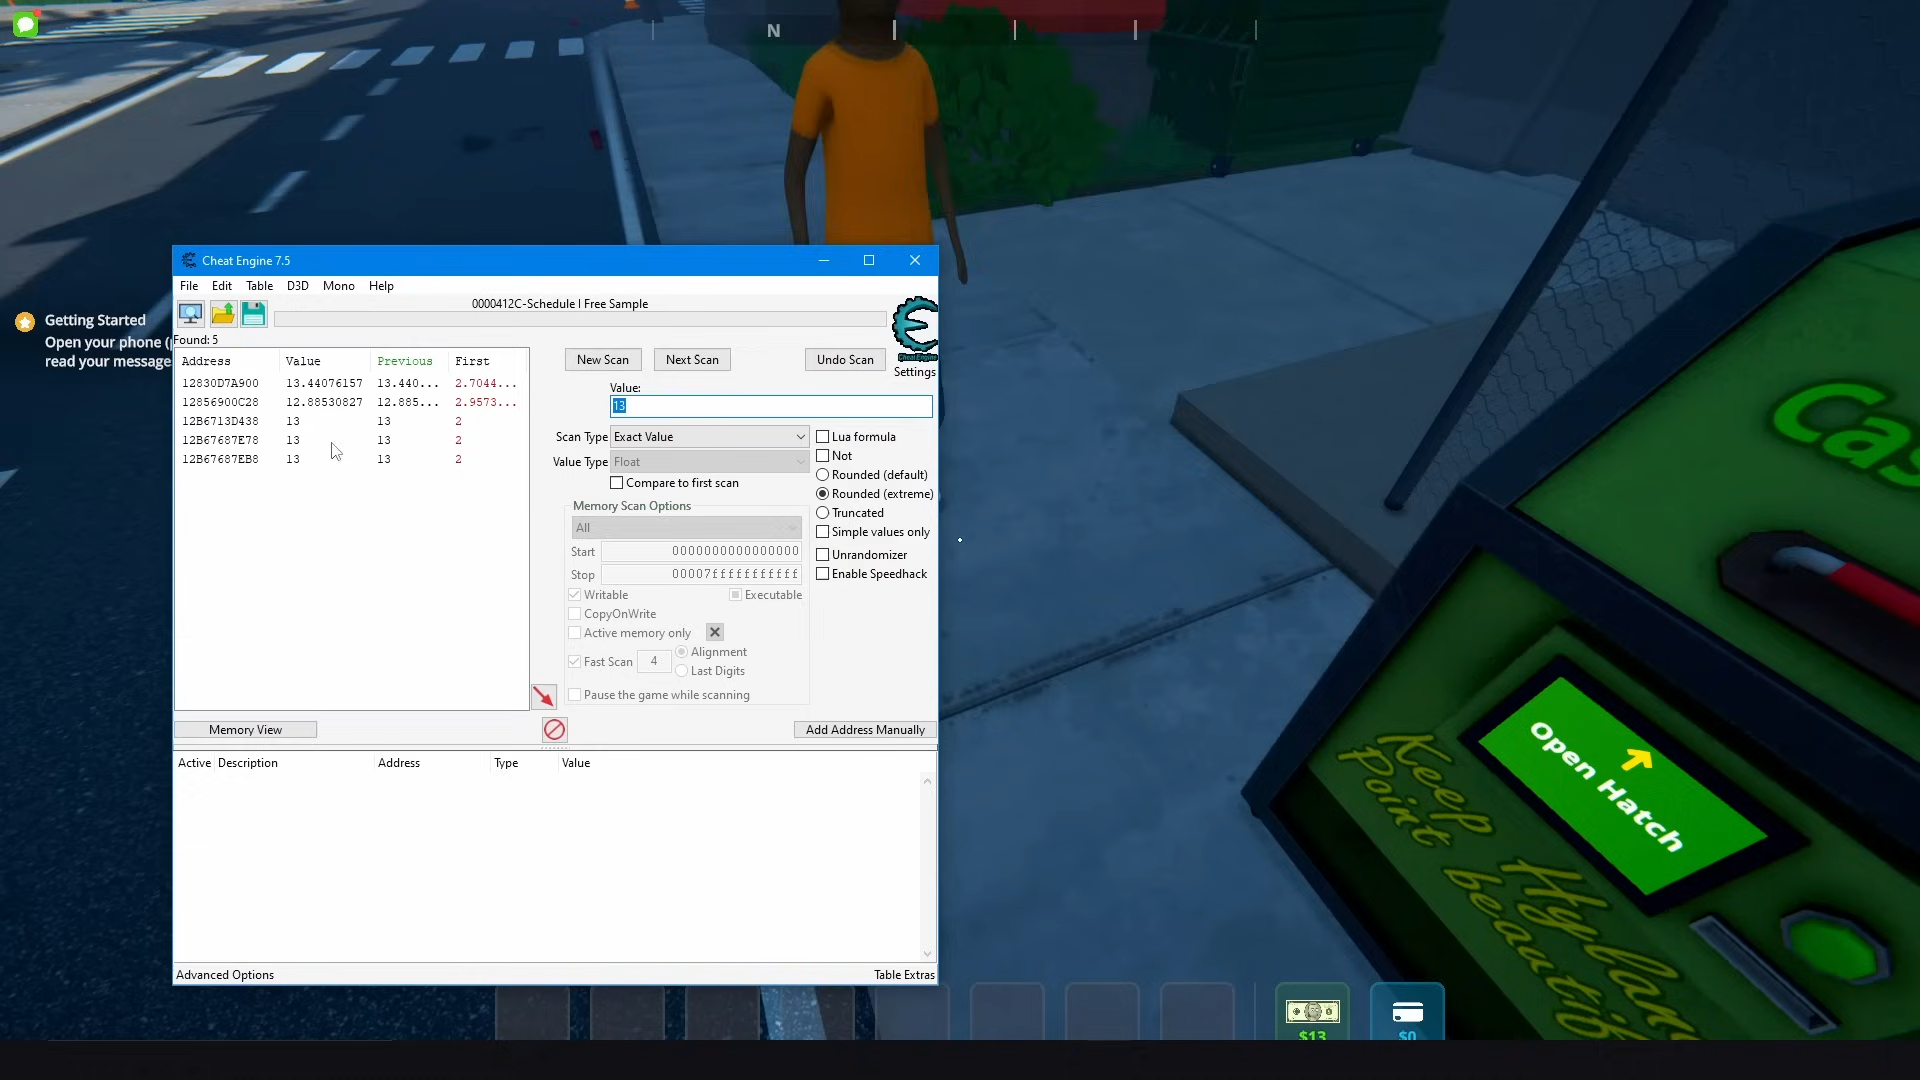 N
Getting Started
Open your phone (
read your message
Cheat Engine 7.5
File Edit Table D3D Mono Help
0000412C-Schedule I Free Sample
Found: 5
Address Value Previous First
12830D7A900 13.44076157 13.440... 2.7044...
12856900C28 12.88530827 12.885... 2.9573...
12B6713D438 13 13 2
12B67687E78 13 13 2
12B67687EB8 13 13 2
New Scan Next Scan Undo Scan
Cheat Engine
Settings
Value:
13
Scan Type Exact Value
Value Type Float
Compare to first scan
Lua formula
Not
Rounded (default)
Rounded (extreme)
Truncated
Simple values only
Unrandomizer
Enable Speedhack
Memory Scan Options
All
Start 0000000000000000
Stop 00007fffffffffff
Writable Executable
CopyOnWrite
Active memory only
Fast Scan 4 Alignment
Last Digits
Pause the game while scanning
Memory View Add Address Manually
Active Description Address Type Value
Advanced Options Table Extras
Cas
Open Hatch
Keep Hylan
Point beautif
$13 $0